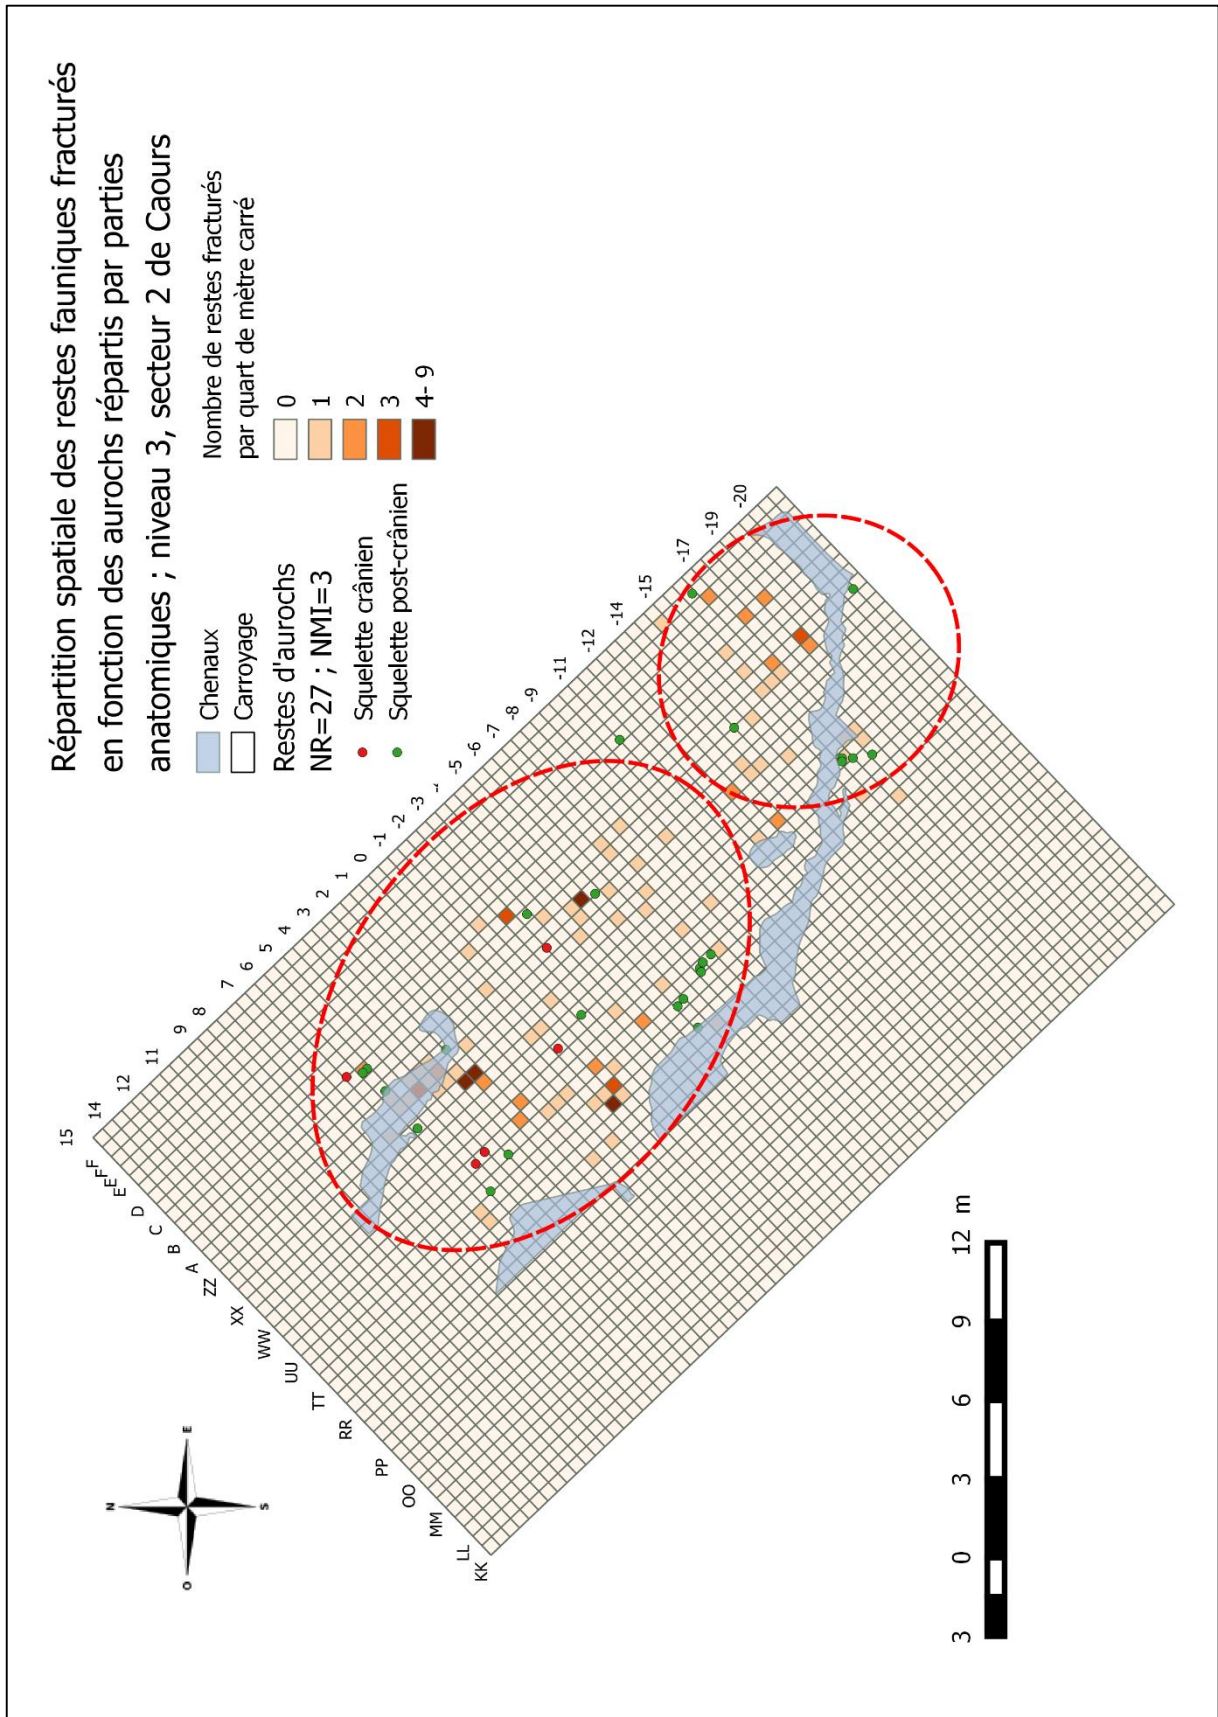 Répartition spatiale des restes fauniques fracturés
en fonction des aurochs répartis par parties
anatomiques ; niveau 3, secteur 2 de Caours
Chenaux
Carroyage
Restes d'aurochs
NR=27 ; NMI=3
Squelette crânien
Squelette post-crânien
Nombre de restes fracturés
par quart de mètre carré
0
1
2
3
4- 9
15
14
12
11
9
8
7
6
5
4
3
2
1
0
-1
-2
-3
-5
-6
-7
-8
-9
-11
-12
-14
-15
-17
-19
-20
F
F
E
E
D
C
B
A
ZZ
XX
WW
UU
TT
RR
PP
OO
MM
LL
KK
N
E
S
O
3 0 3 6 9 12 m